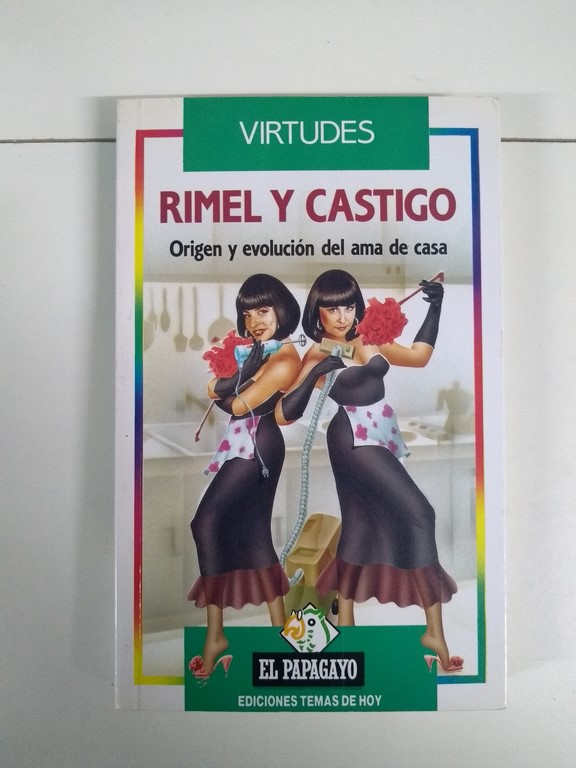 VIRTUDES
RIMEL Y CASTIGO
Origen y evolución del ama de casa
EL PAPAGAYO
EDICIONES TEMAS DE HOY